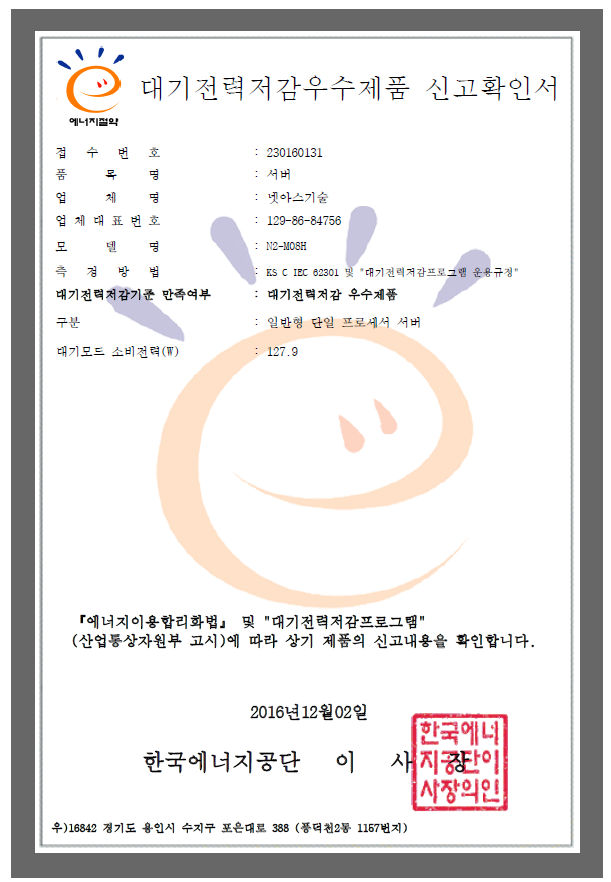 에너지절약
대기전력저감우수제품 신고확인서
접 수 번 호 : 230160131
품 목 명 : 서버
업 체 명 : 넷아스기술
업 체 대 표 번 호 : 129-86-84756
모 델 명 : N2-M08H
측 정 방 법 : KS C IEC 62301 및 "대기전력저감프로그램 운용규정"
대기전력저감기준 만족여부 : 대기전력저감 우수제품
구분 : 일반형 단일 프로세서 서버
대기모드 소비전력(W) : 127.9
『에너지이용합리화법』 및 "대기전력저감프로그램"
(산업통상자원부 고시)에 따라 상기 제품의 신고내용을 확인합니다.
2016년12월02일
한국에너지공단 이 사 장
한국에너
지공단이
사장의인
우)16842 경기도 용인시 수지구 포은대로 388 (풍덕천2동 1157번지)